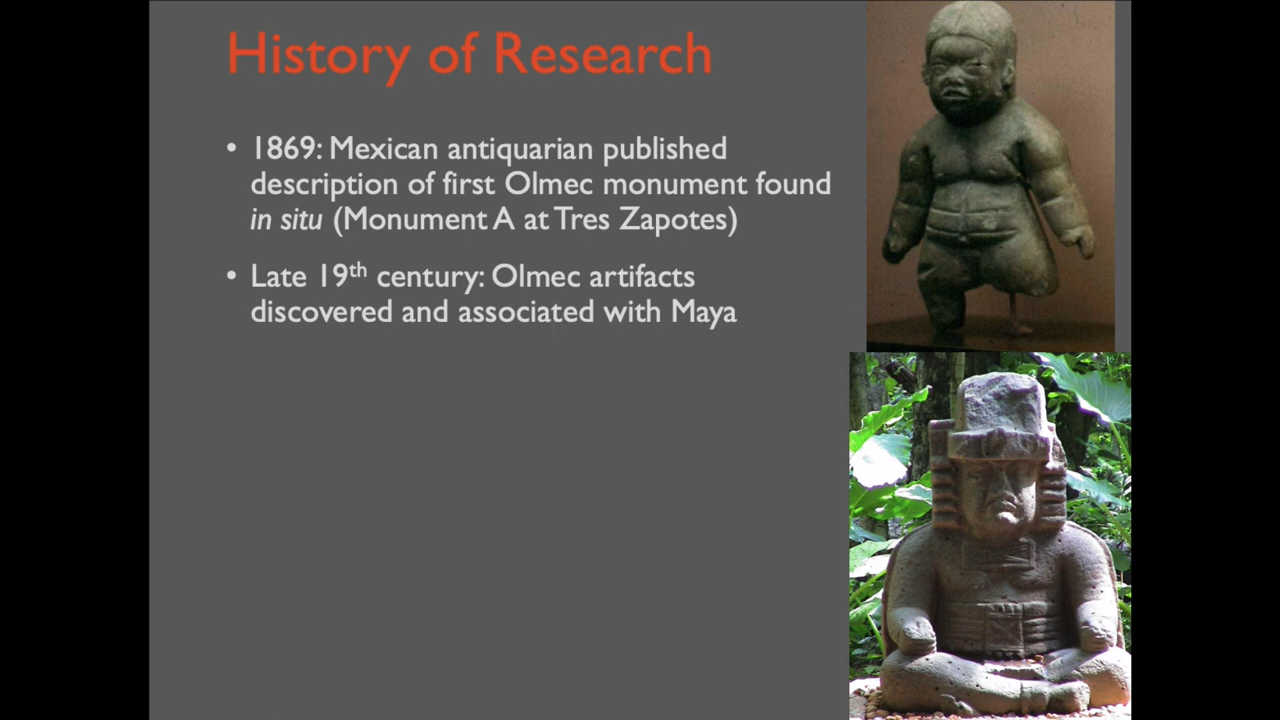 History of Research
• 1869: Mexican antiquarian published
description of first Olmec monument found
in situ (Monument A at Tres Zapotes)
• Late 19th century: Olmec artifacts
discovered and associated with Maya